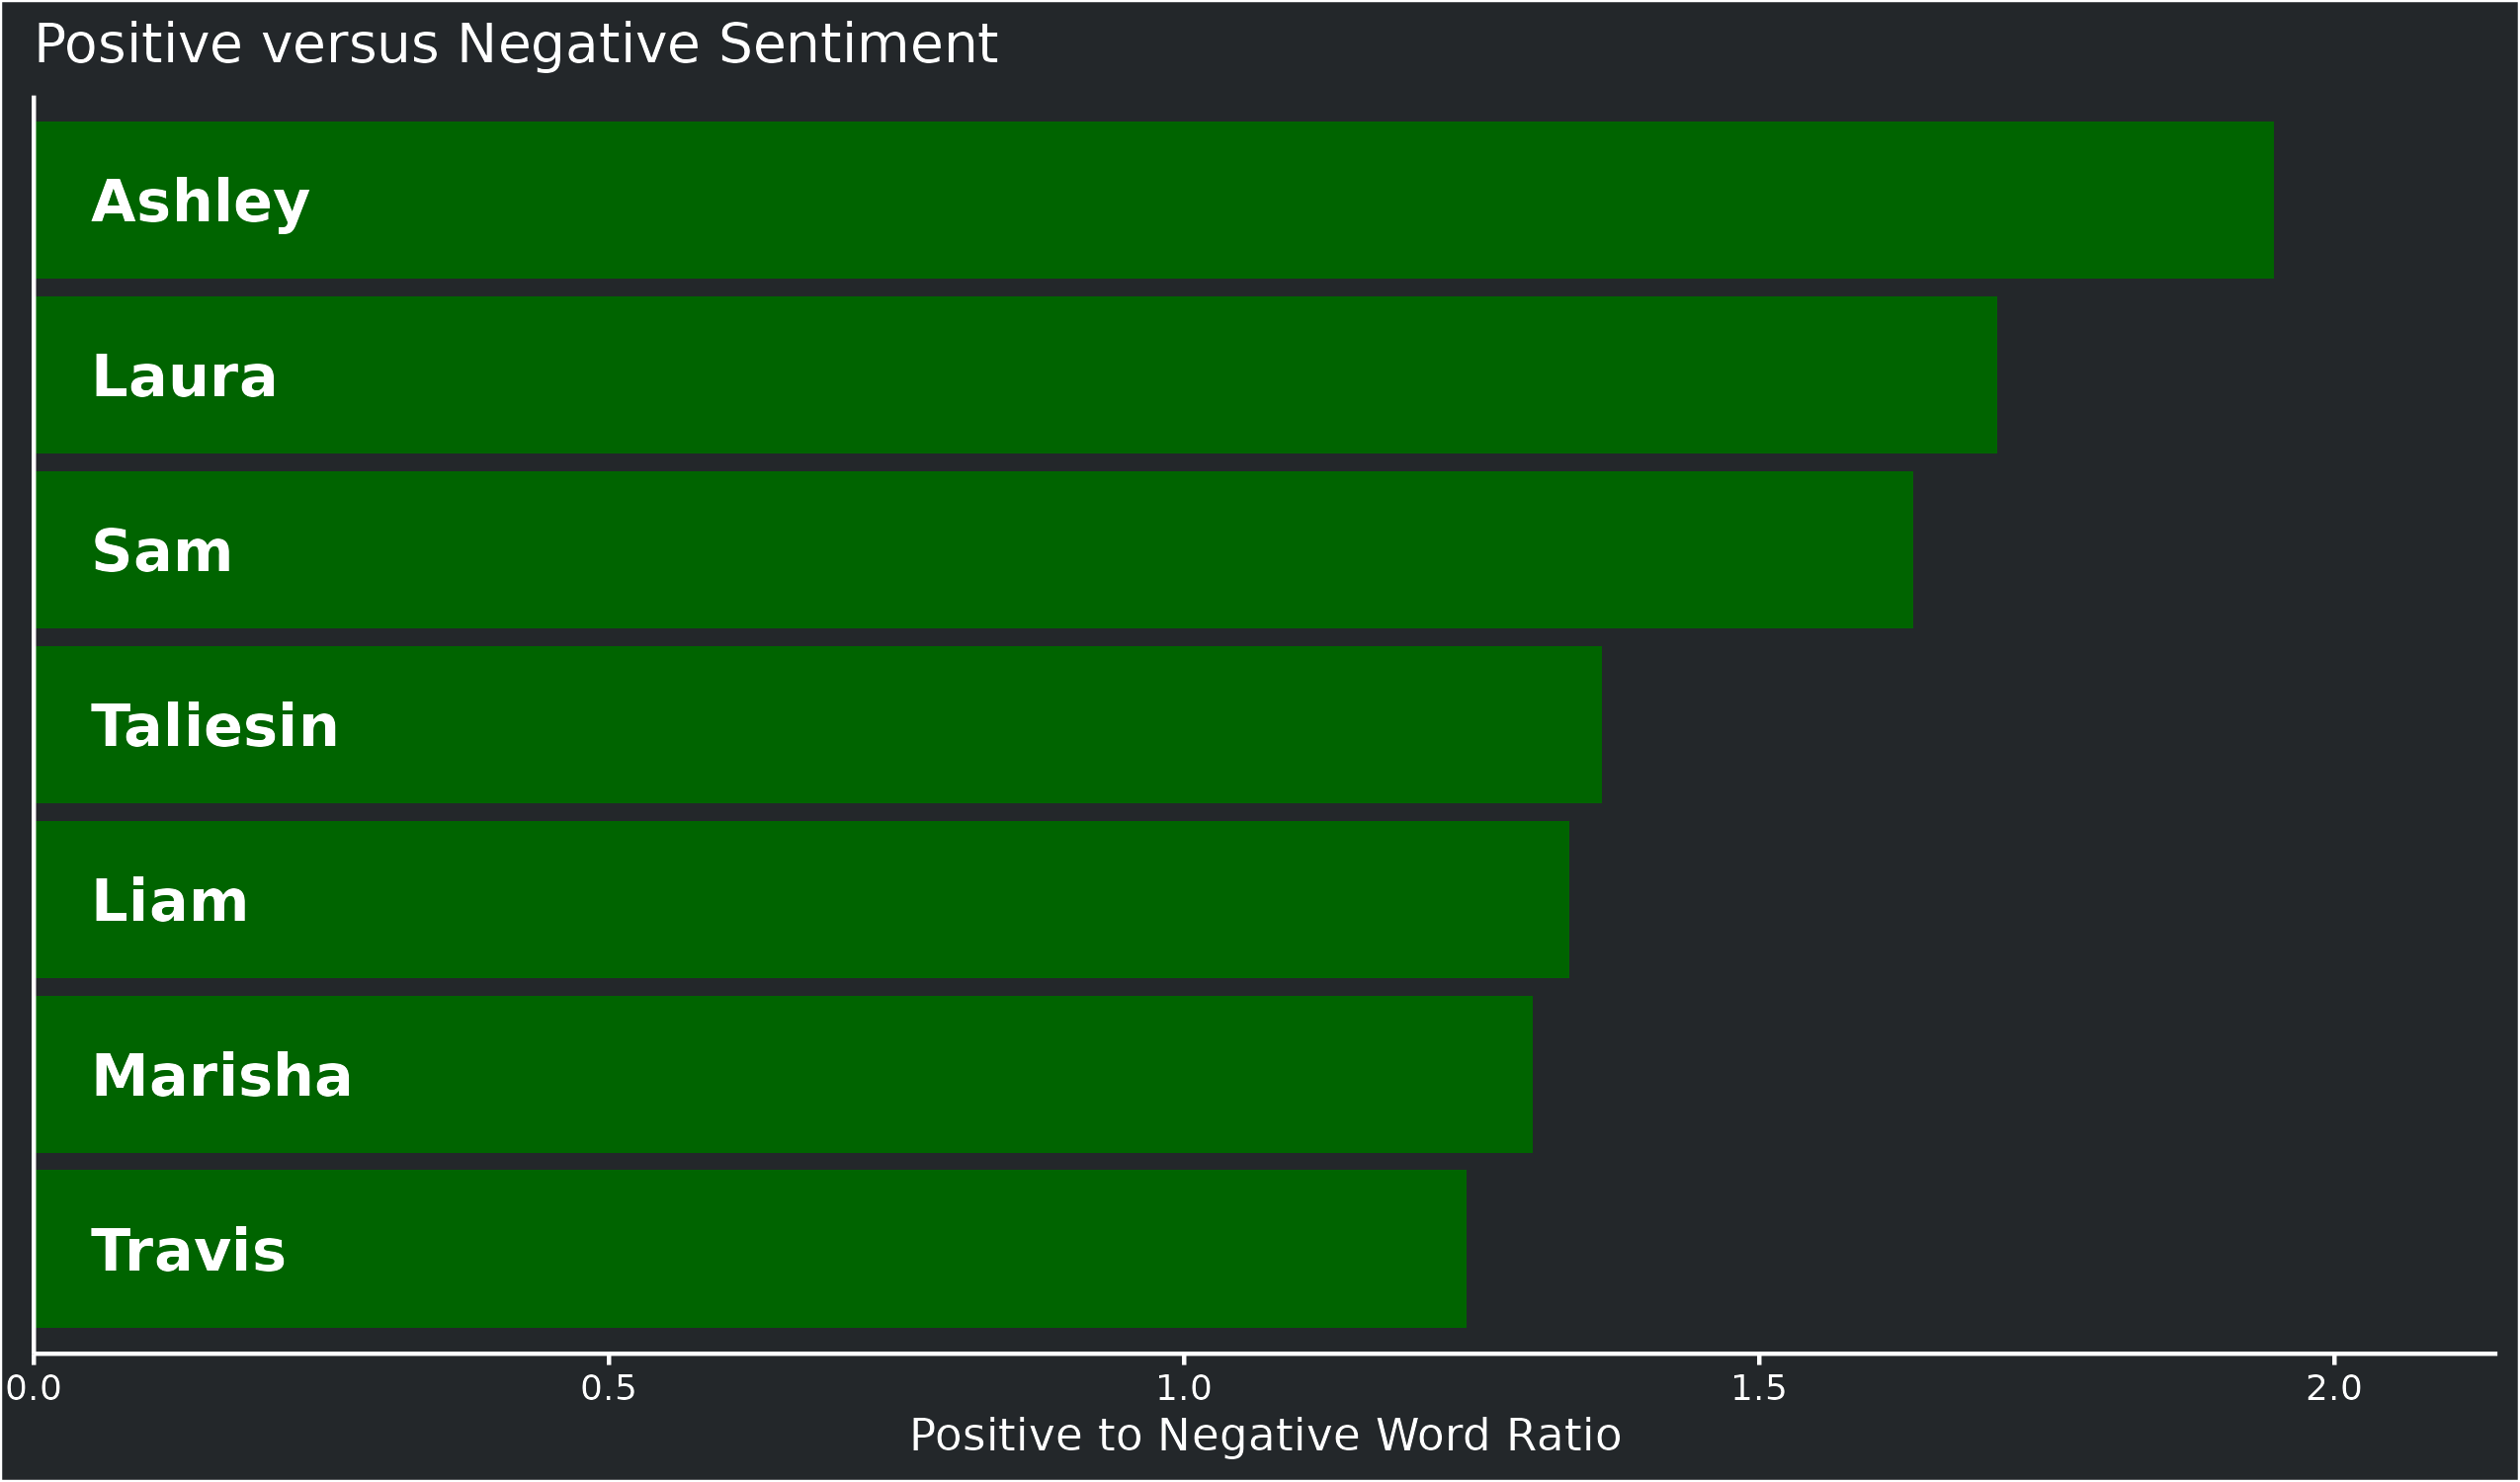 Positive versus Negative Sentiment
Ashley
Laura
Sam
Taliesin
Liam
Marisha
Travis
0.0 0.5 1.0 1.5 2.0
Positive to Negative Word Ratio